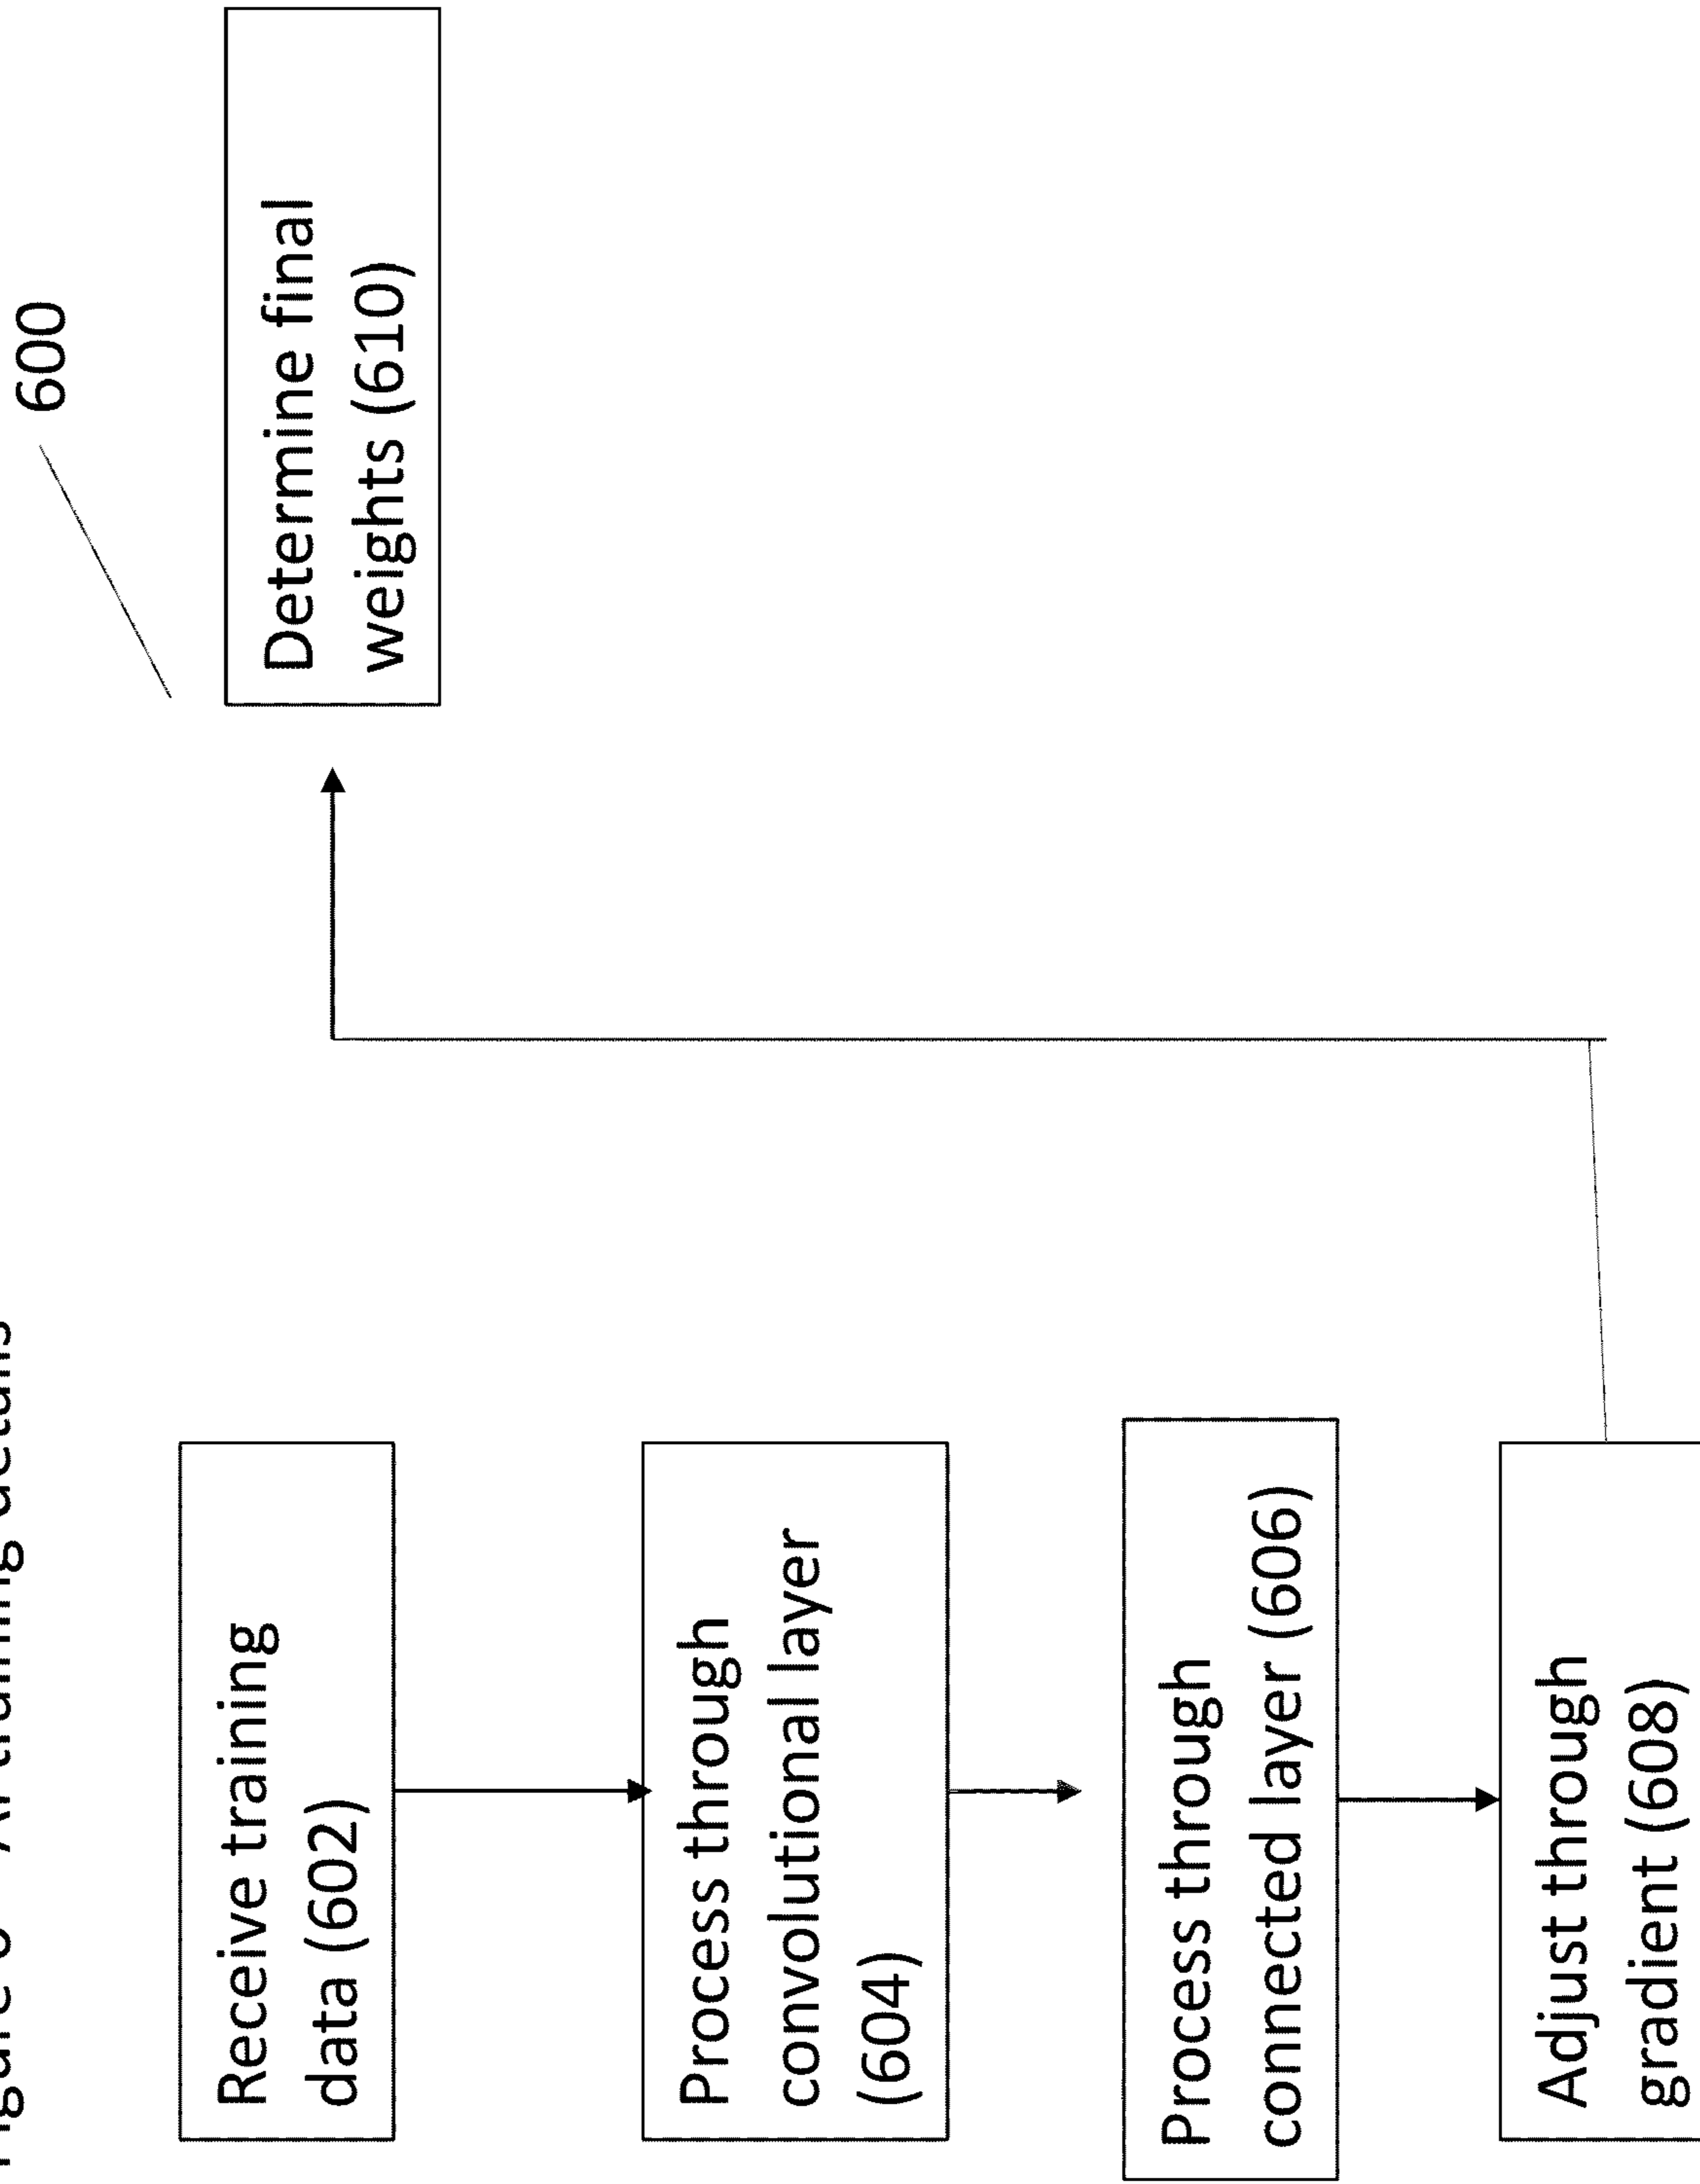 Figure 6 - AI training details
600
Receive training
data (602)
Process through
convolutional layer
(604)
Process through
connected layer (606)
Adjust through
gradient (608)
Determine final
weights (610)